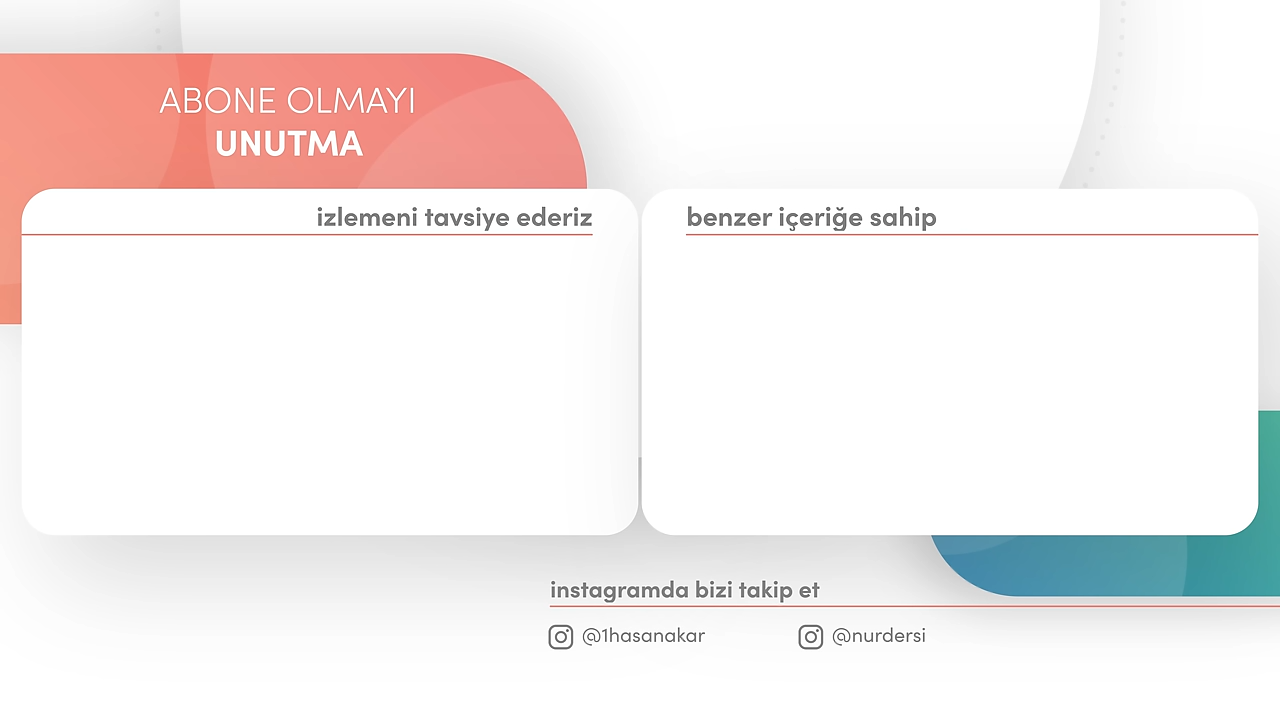 ABONE OLMAYI
UNUTMA
izlemeni tavsiye ederiz
benzer içeriğe sahip
instagramda bizi takip et
@1hasanakar
@nurdersi